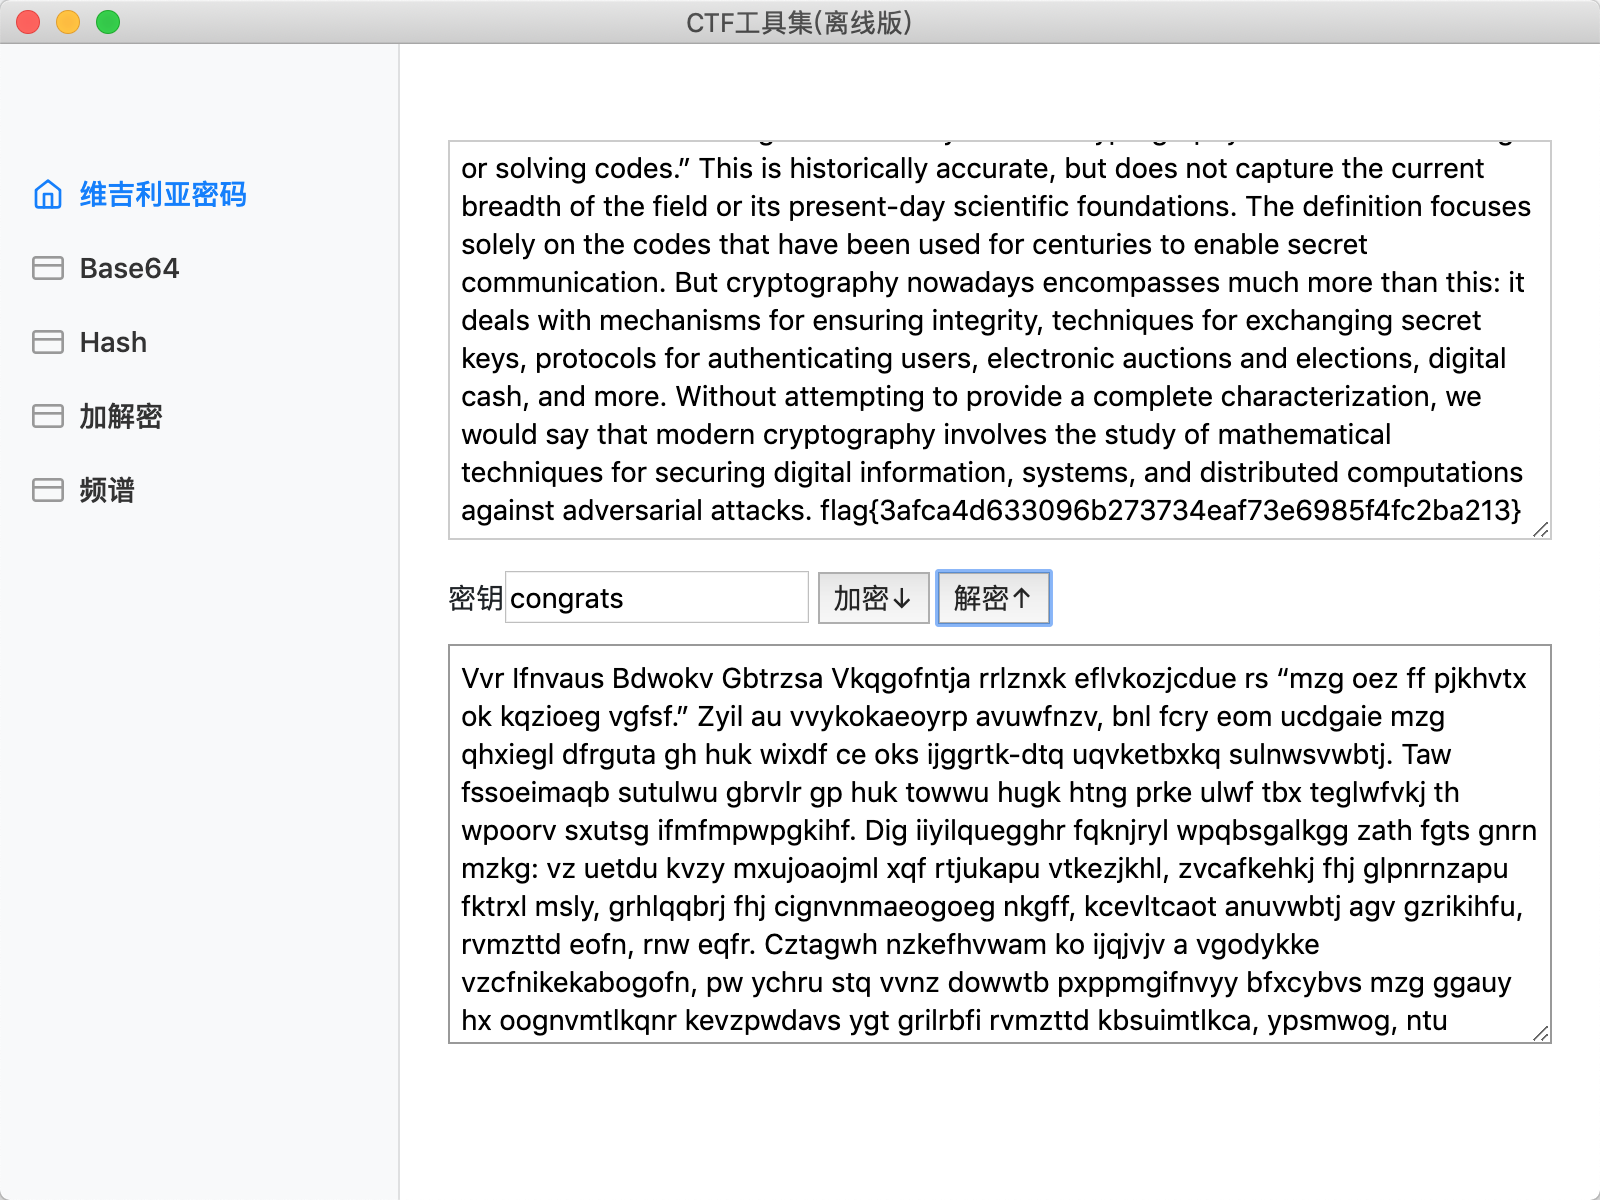 CTF工具集(离线版)
维吉利亚密码
Base64
Hash
加解密
频谱
or solving codes.” This is historically accurate, but does not capture the current
breadth of the field or its present-day scientific foundations. The definition focuses
solely on the codes that have been used for centuries to enable secret
communication. But cryptography nowadays encompasses much more than this: it
deals with mechanisms for ensuring integrity, techniques for exchanging secret
keys, protocols for authenticating users, electronic auctions and elections, digital
cash, and more. Without attempting to provide a complete characterization, we
would say that modern cryptography involves the study of mathematical
techniques for securing digital information, systems, and distributed computations
against adversarial attacks. flag{3afca4d633096b273734eaf73e6985f4fc2ba213}
密钥 congrats 加密↓ 解密↑
Vvr Ifnvaus Bdwokv Gbtrzsa Vkqgofntja rrlznxk eflvkozjcdue rs “mzg oez ff pjkhvtx
ok kqzioeg vgfsf.” Zyil au vvykokaeoyrp avuwfnzv, bnl fcry eom ucdgaie mzg
qhxiegl dfrguta gh huk wixdf ce oks ijggrtk-dtq uqvketbxkq sulnwsvwbtj. Taw
fssoeimaqb sutulwu gbrvlr gp huk towwu hugk htng prke ulwf tbx teglwfvkj th
wpoorv sxutsg ifmfmpwpgkihf. Dig iiyilquegghr fqknjryl wpqbsgalkgg zath fgts gnrn
mzkg: vz uetdu kvzy mxujoaojml xqf rtjukapu vtkezjkhl, zvcafkehkj fhj glpnrnzapu
fktrxl msly, grhlqqbrj fhj cignvnmaeogoeg nkgff, kcevltcaot anuvwbtj agv gzrikihfu,
rvmzttd eofn, rnw eqfr. Cztagwh nzkefhvwam ko ijqjvjv a vgodykke
vzcfnikekabogofn, pw ychru stq vvnz dowwtb pxppmgifnvyy bfxcybvs mzg ggauy
hx oognvmtlkqnr kevzpwdavs ygt grilrbfi rvmzttd kbsuimtlkca, ypsmwog, ntu